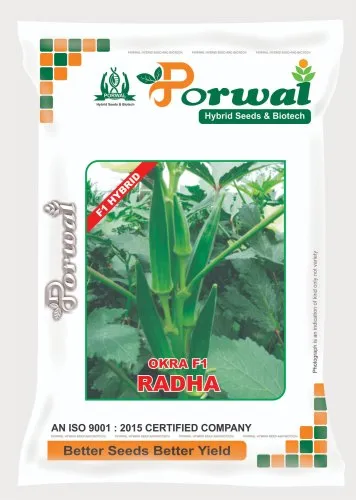 PORWAL
Hybrid Seeds & Biotech
Porwal
Hybrid Seeds & Biotech
Porwal
F1 HYBRID
Photograph is an indication of kind only not variety
OKRA F1
RADHA
AN ISO 9001 : 2015 CERTIFIED COMPANY
Better Seeds Better Yield